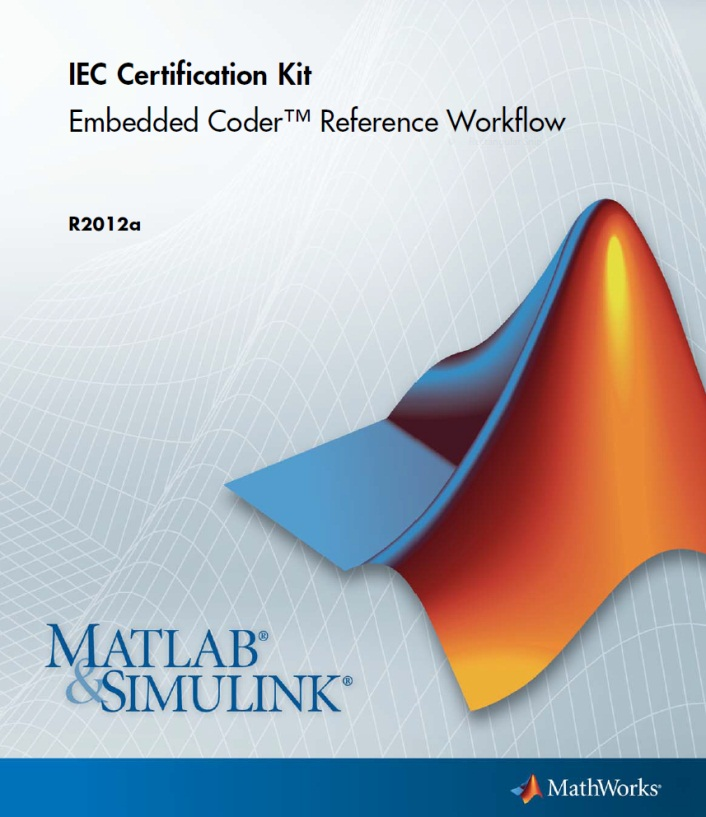 IEC Certification Kit
Embedded Coder™ Reference Workflow
R2012a
MATLAB®
&SIMULINK®
MathWorks®